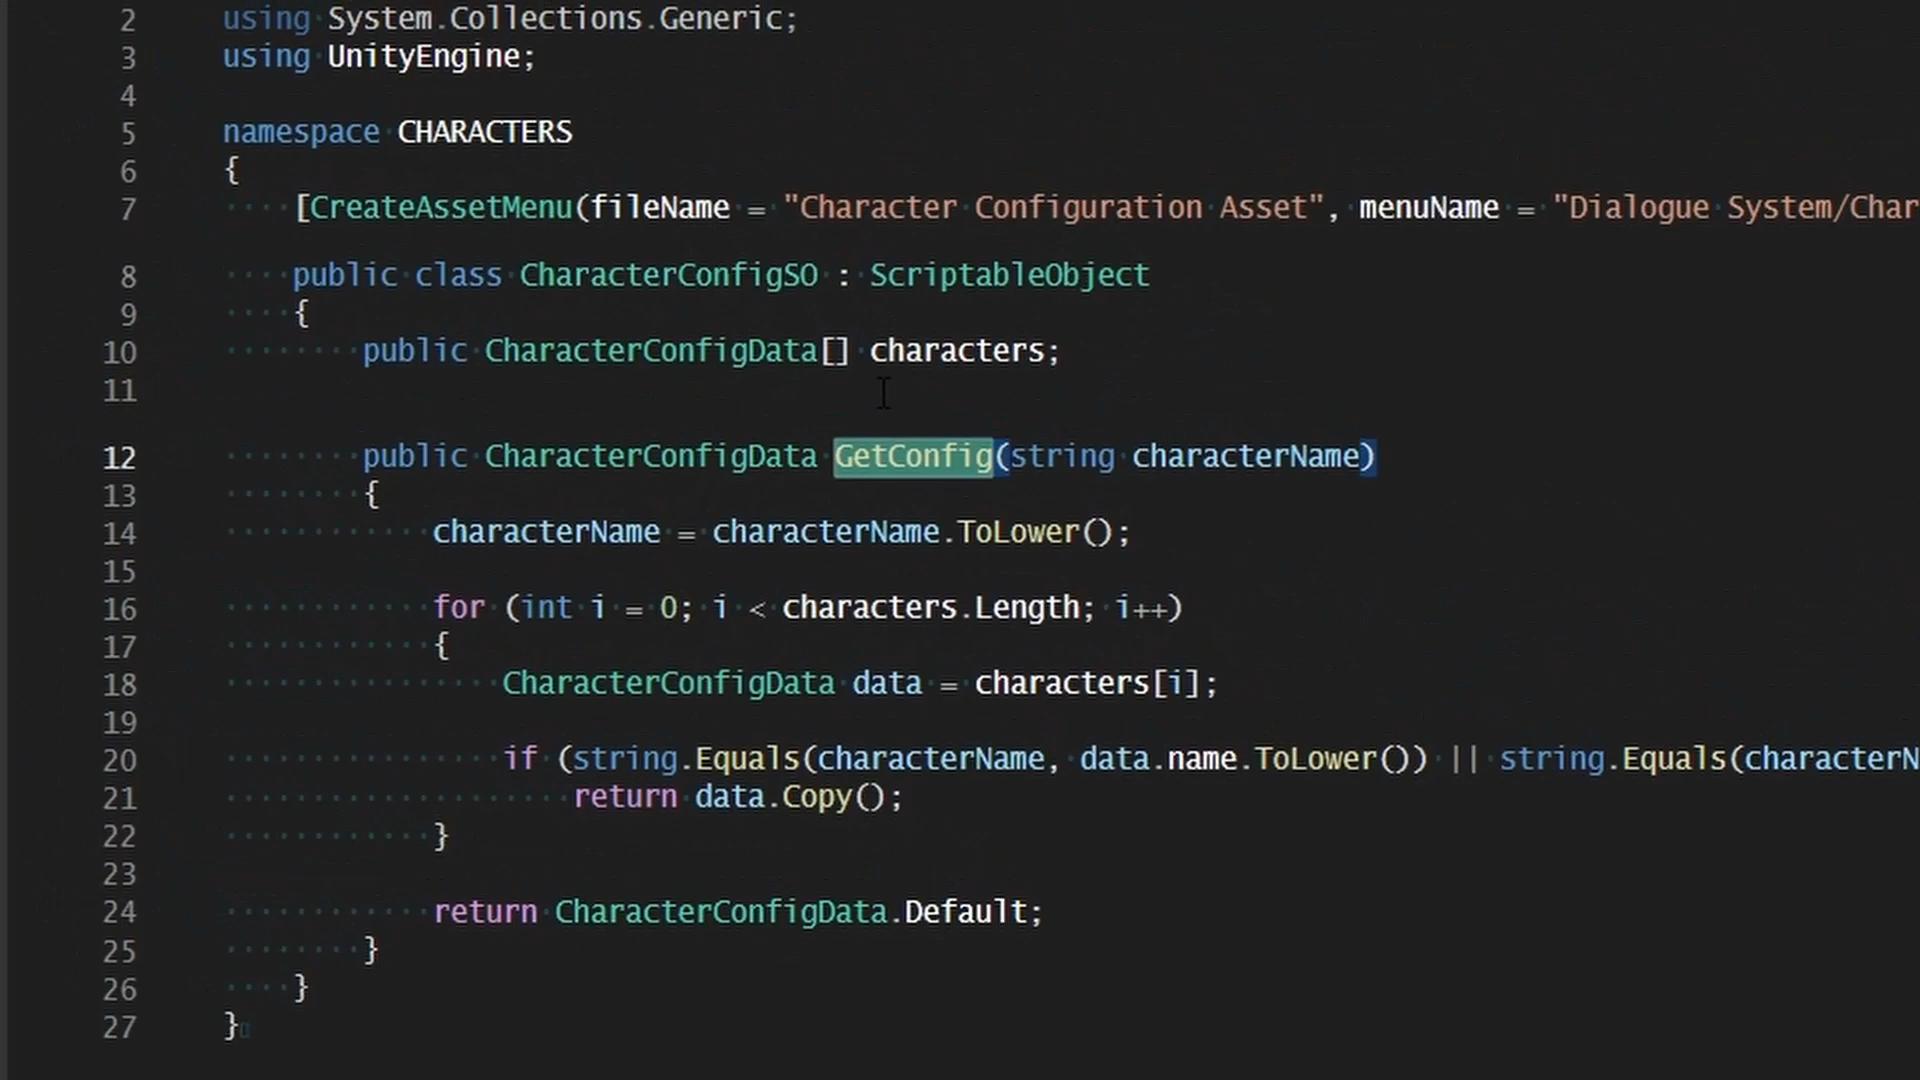 2 using System.Collections.Generic;
3 using UnityEngine;
4
5 namespace CHARACTERS
6 {
7 [CreateAssetMenu(fileName = "Character Configuration Asset", menuName = "Dialogue System/Char
8 public class CharacterConfigSO : ScriptableObject
9 {
10 public CharacterConfigData[] characters;
11
12 public CharacterConfigData GetConfig(string characterName)
13 {
14 characterName = characterName.ToLower();
15
16 for (int i = 0; i < characters.Length; i++)
17 {
18 CharacterConfigData data = characters[i];
19
20 if (string.Equals(characterName, data.name.ToLower()) || string.Equals(characterN
21 return data.Copy();
22 }
23
24 return CharacterConfigData.Default;
25 }
26 }
27 }